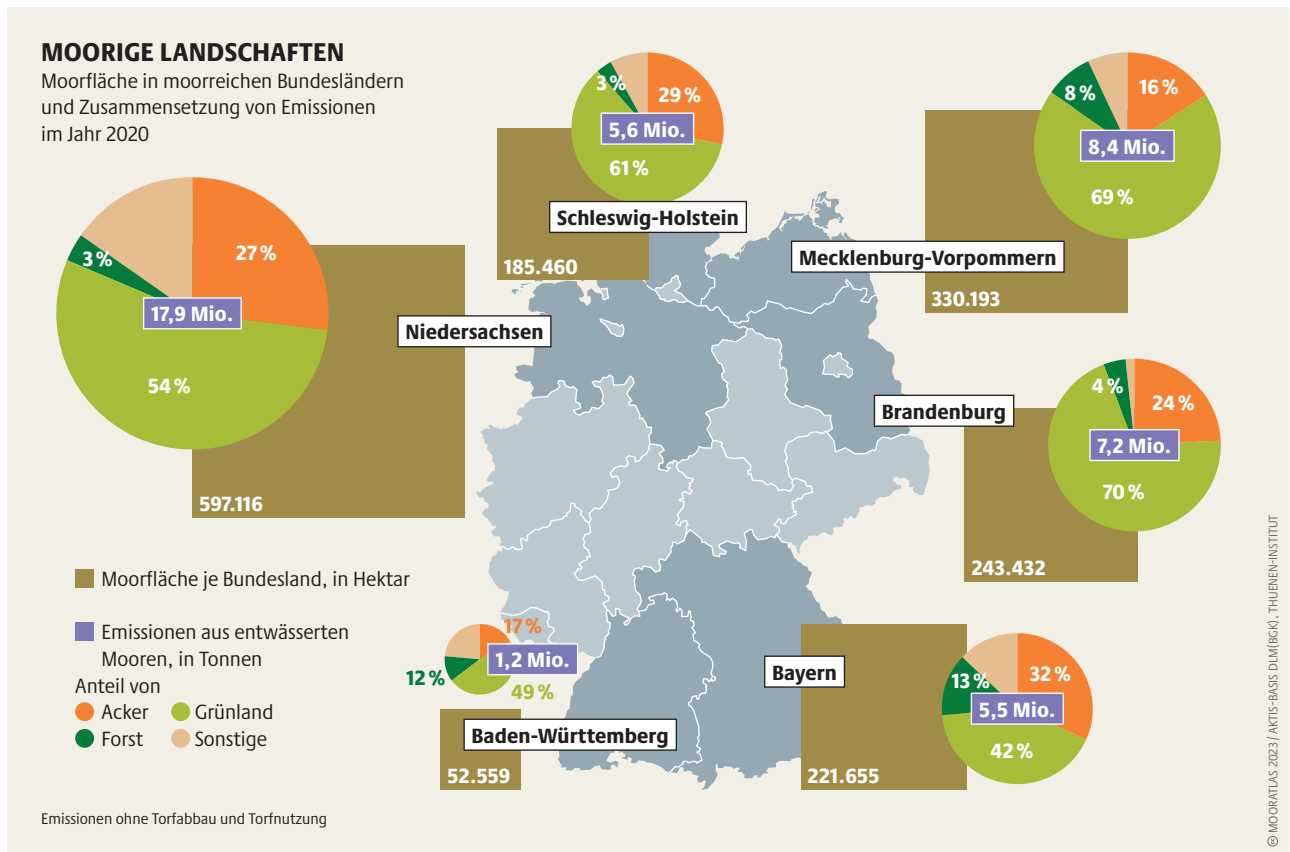 MOORIGE LANDSCHAFTEN
Moorfläche in moorreichen Bundesländern
und Zusammensetzung von Emissionen
im Jahr 2020
3 %
29 %
5,6 Mio.
61 %
Schleswig-Holstein
185.460
8 %
16 %
8,4 Mio.
69 %
Mecklenburg-Vorpommern
330.193
3 %
27 %
17,9 Mio.
54 %
Niedersachsen
597.116
4 %
24 %
7,2 Mio.
70 %
Brandenburg
243.432
17 %
1,2 Mio.
12 %
49 %
Baden-Württemberg
52.559
13 %
32 %
5,5 Mio.
42 %
Bayern
221.655
Moorfläche je Bundesland, in Hektar
Emissionen aus entwässerten
Mooren, in Tonnen
Anteil von
Acker
Grünland
Forst
Sonstige
Emissionen ohne Torfabbau und Torfnutzung
© MOORATLAS 2023 / AKTIS-BASIS DLM(BGK), THUENEN-INSTITUT